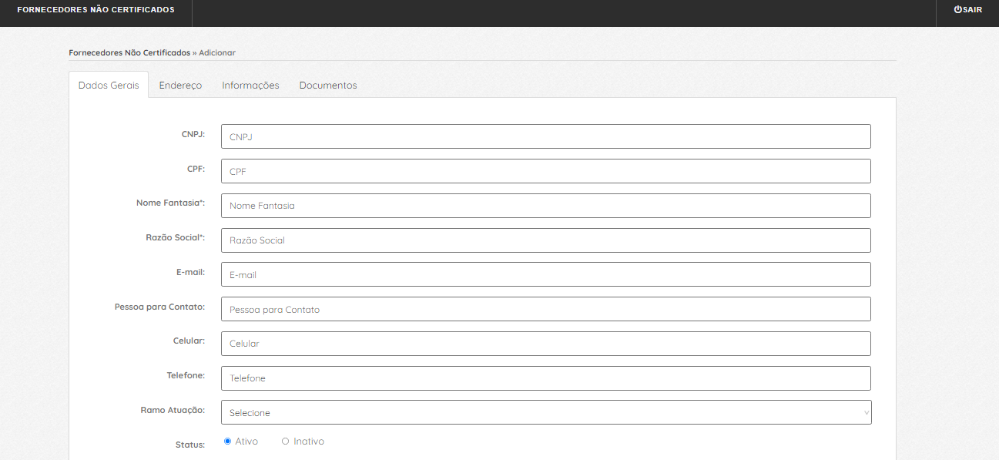 FORNECEDORES NÃO CERTIFICADOS
SAIR
Fornecedores Não Certificados » Adicionar
Dados Gerais Endereço Informações Documentos
CNPJ: CNPJ
CPF: CPF
Nome Fantasia*: Nome Fantasia
Razão Social*: Razão Social
E-mail: E-mail
Pessoa para Contato: Pessoa para Contato
Celular: Celular
Telefone: Telefone
Ramo Atuação: Selecione
Status: Ativo Inativo